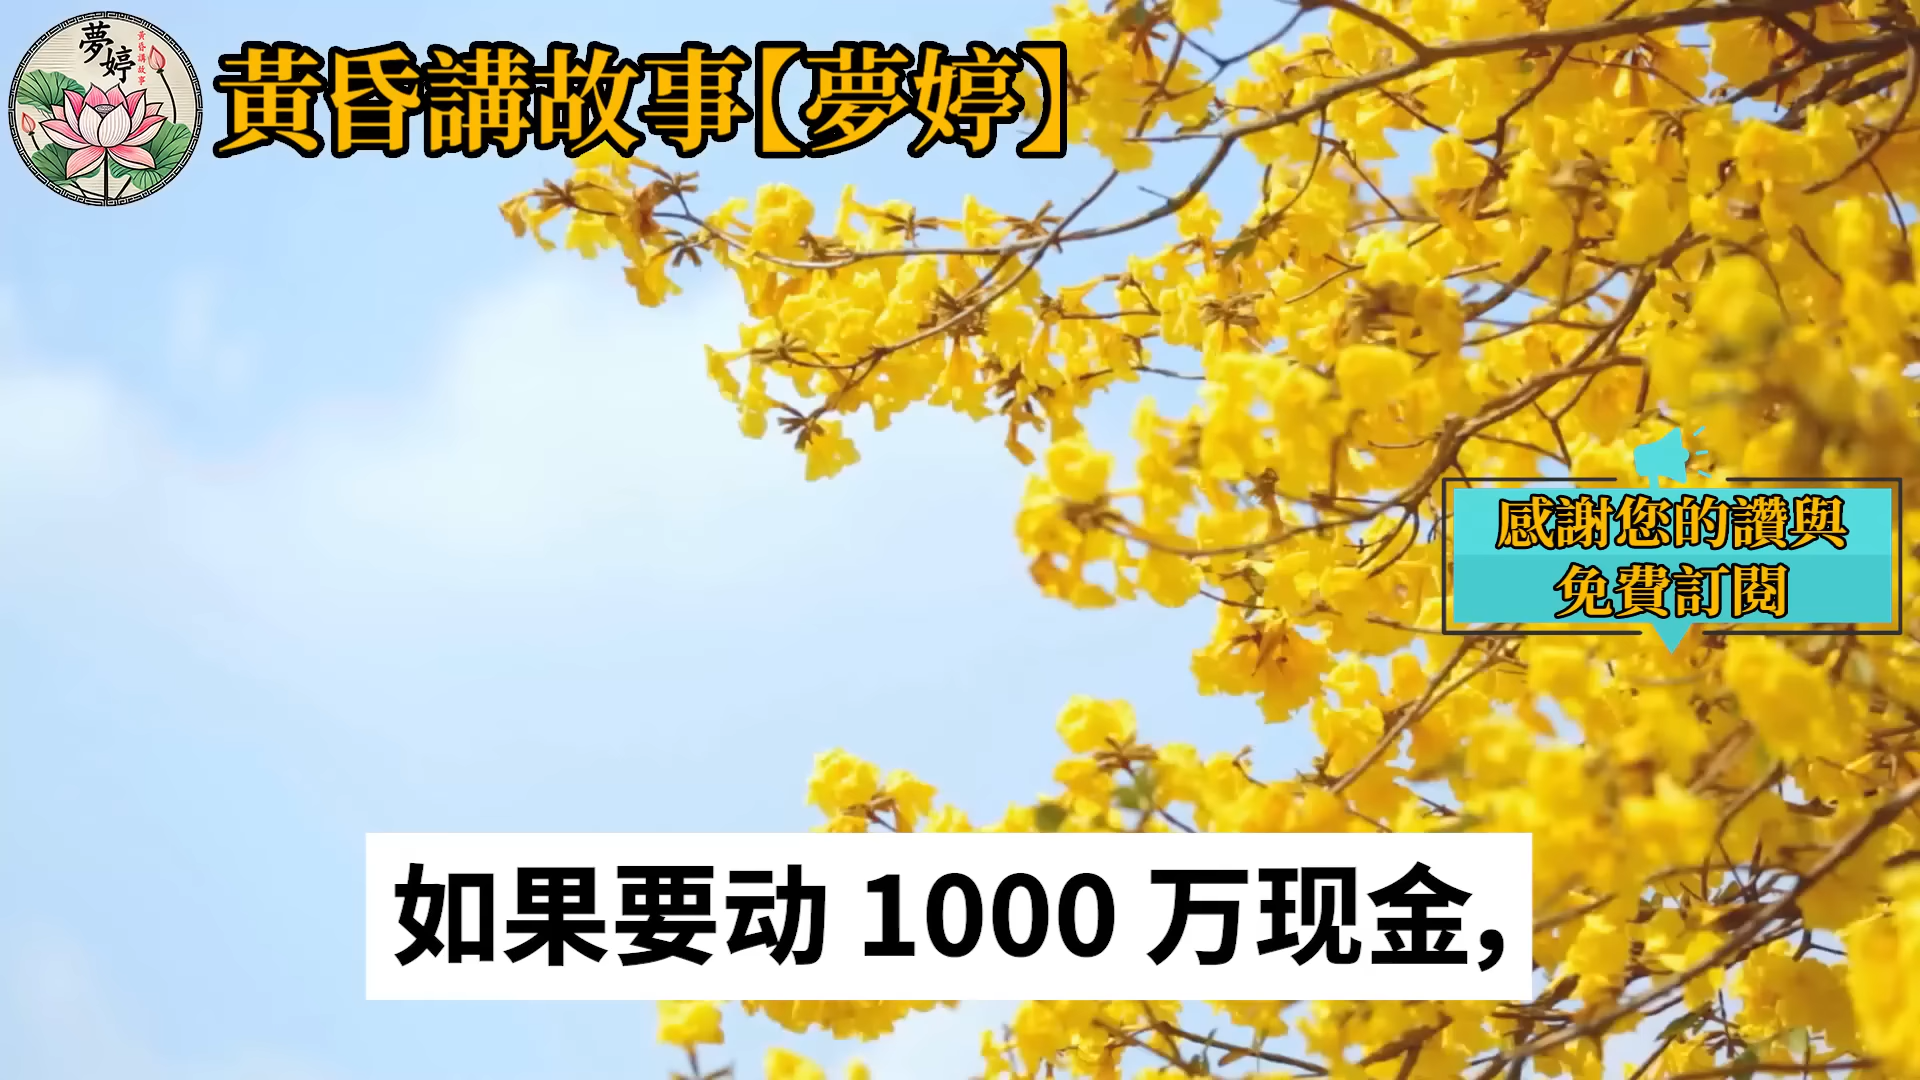 夢婷
黃昏講故事
黃昏講故事【夢婷】
感謝您的讚與
免費訂閱
如果要动 1000 万现金,